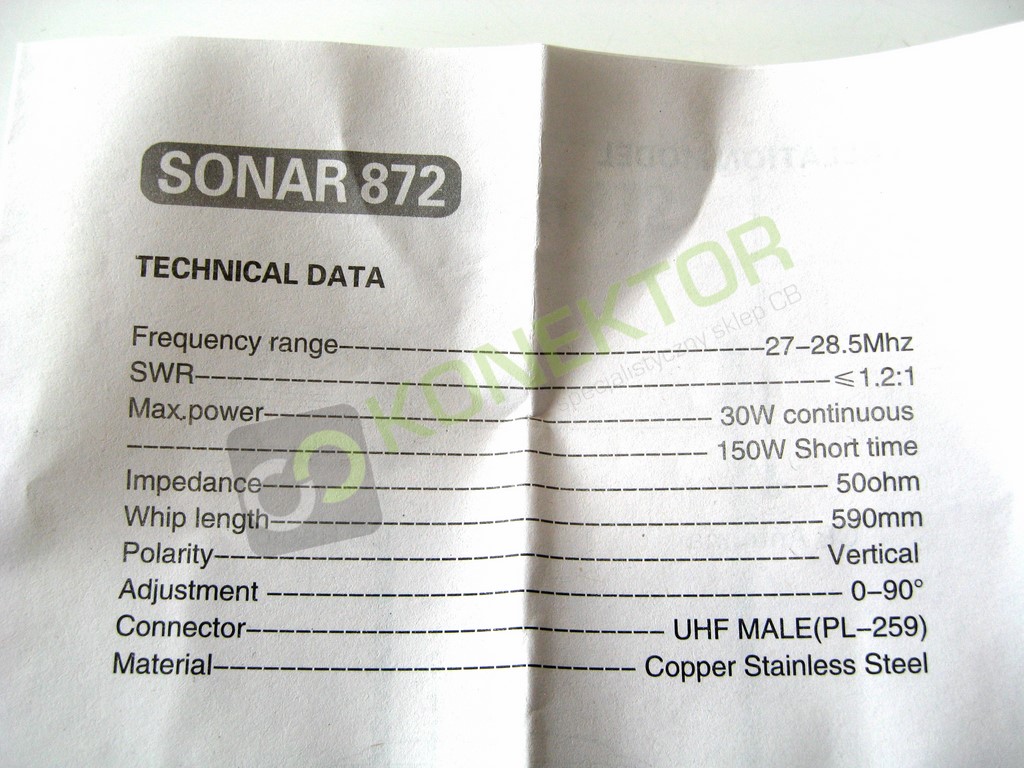 SONAR 872
TECHNICAL DATA
Frequency range 27–28.5Mhz
SWR ⩽1.2:1
Max.power 30W continuous
150W Short time
Impedance 50ohm
Whip length 590mm
Polarity Vertical
Adjustment 0–90°
Connector UHF MALE(PL–259)
Material Copper Stainless Steel
KONEKTOR
specjalistyczny sklep CB